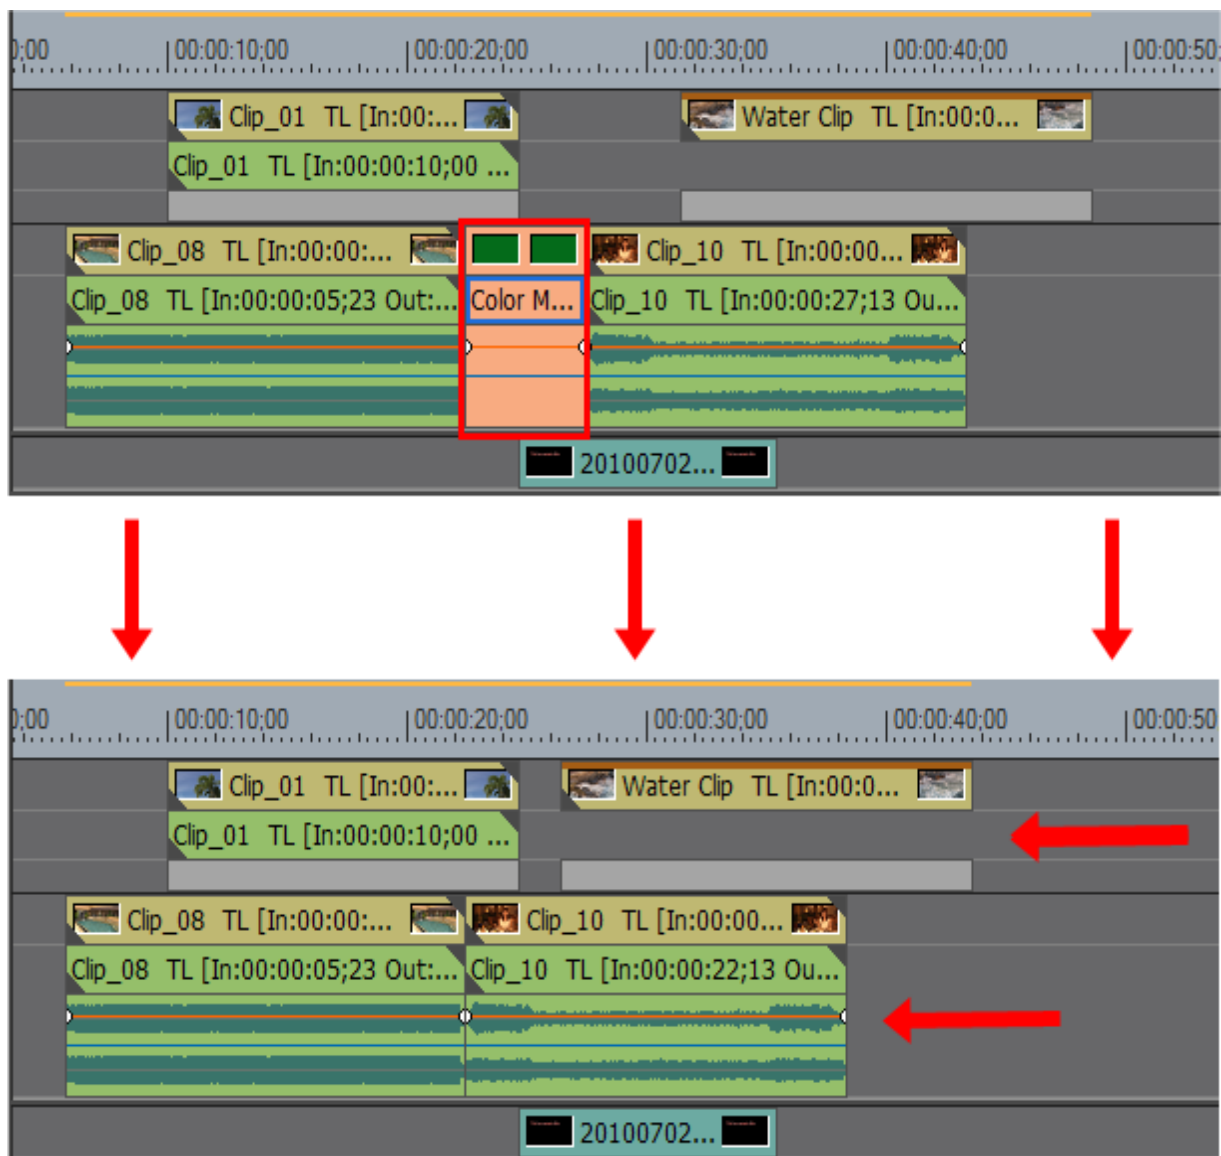 0;00 00:00:10;00 00:00:20;00 00:00:30;00 00:00:40;00 00:00:50;
Clip_01 TL [In:00:... Water Clip TL [In:00:0...
Clip_01 TL [In:00:00:10;00 ...
Clip_08 TL [In:00:00:... Clip_10 TL [In:00:00...
Clip_08 TL [In:00:00:05;23 Out:... Color M... Clip_10 TL [In:00:00:27;13 Ou...
20100702...
0;00 00:00:10;00 00:00:20;00 00:00:30;00 00:00:40;00 00:00:50
Clip_01 TL [In:00:... Water Clip TL [In:00:0...
Clip_01 TL [In:00:00:10;00 ...
Clip_08 TL [In:00:00:... Clip_10 TL [In:00:00...
Clip_08 TL [In:00:00:05;23 Out:... Clip_10 TL [In:00:00:22;13 Ou...
20100702...